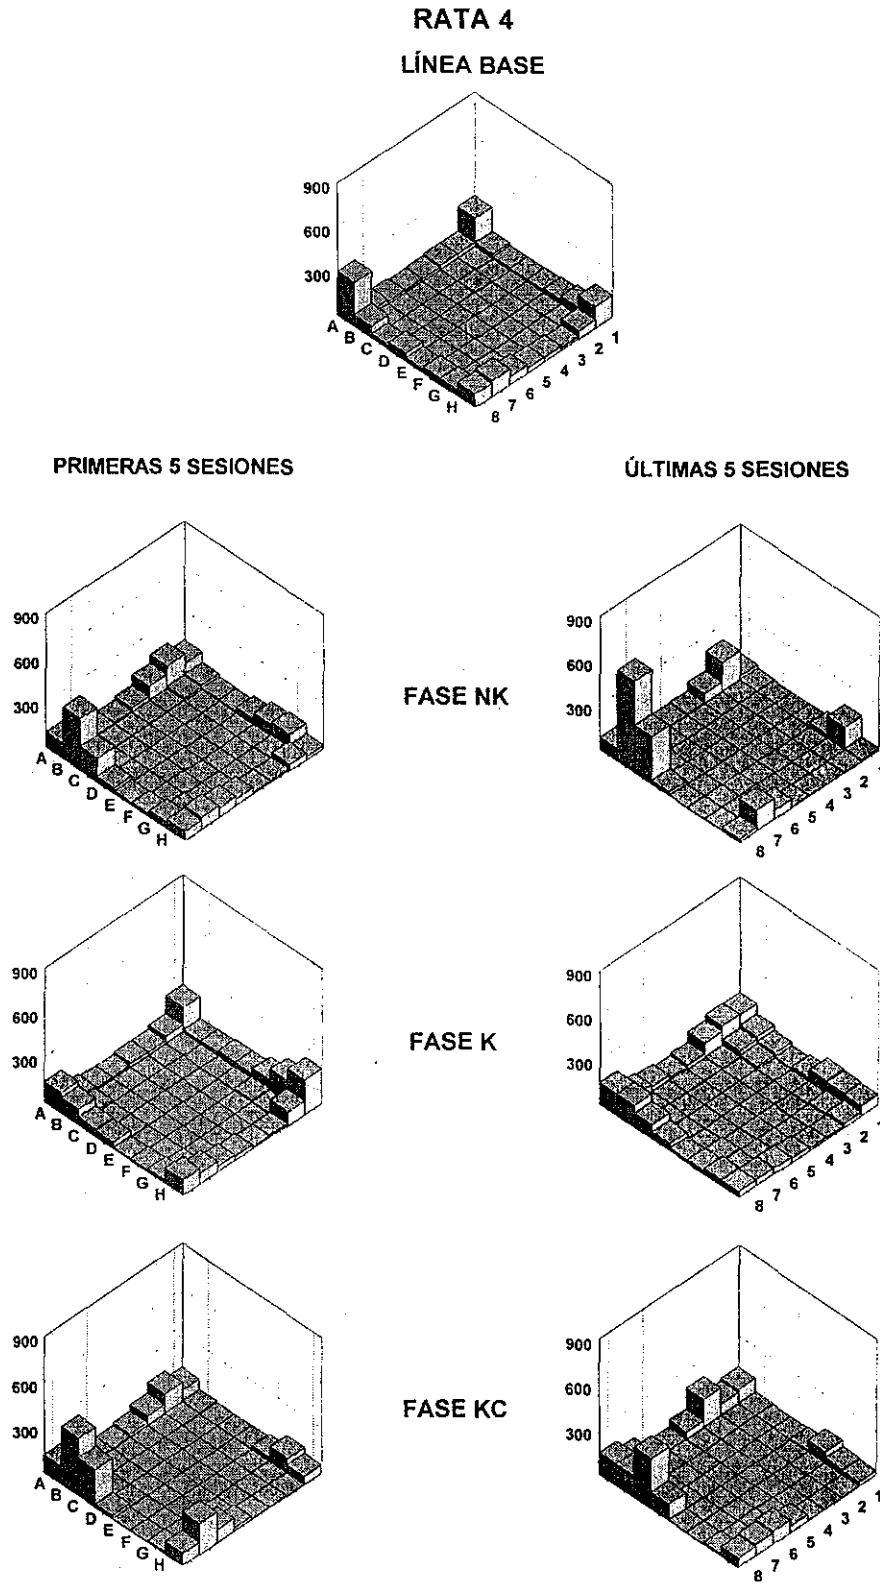 RATA 4
LÍNEA BASE
900
600
300
A B C D E F G H
8 7 6 5 4 3 2 1
PRIMERAS 5 SESIONES
ÚLTIMAS 5 SESIONES
900
600
300
A B C D E F G H
FASE NK
900
600
300
8 7 6 5 4 3 2 1
900
600
300
A B C D E F G H
FASE K
900
600
300
8 7 6 5 4 3 2 1
900
600
300
A B C D E F G H
FASE KC
900
600
300
8 7 6 5 4 3 2 1